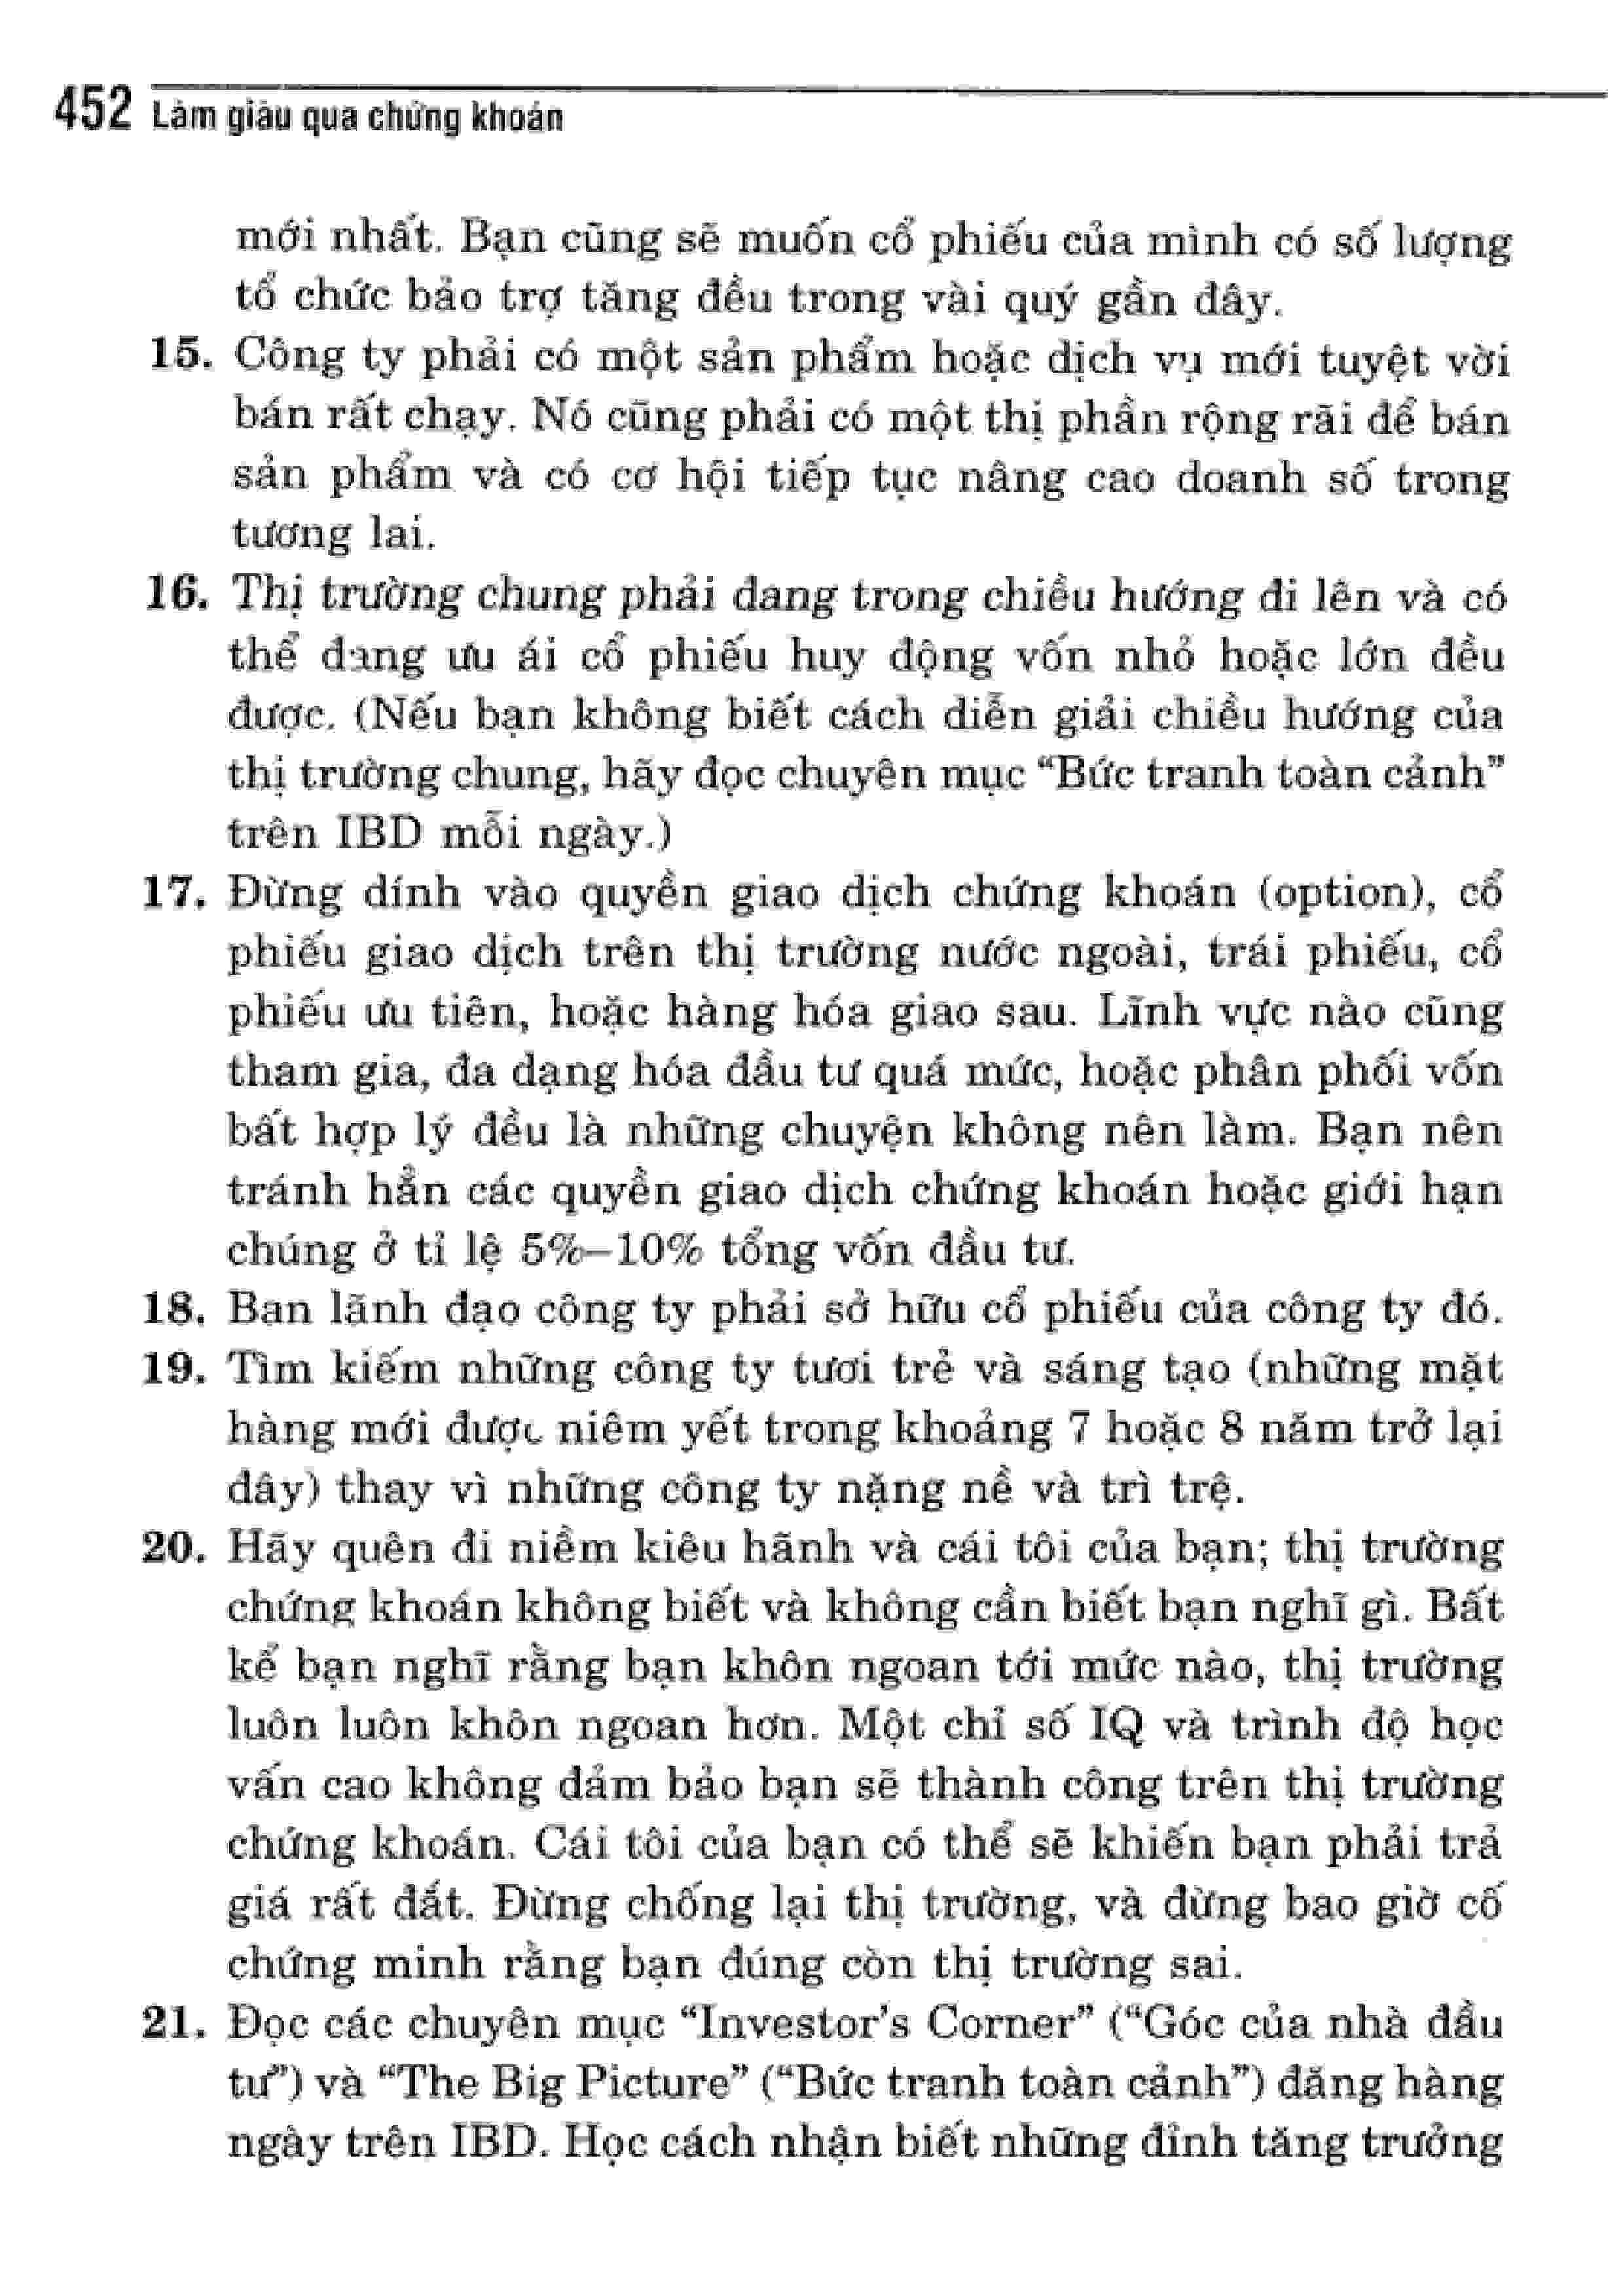 452 Làm giàu qua chứng khoán
mới nhất. Bạn cũng sẽ muốn cổ phiếu của mình có số lượng
tổ chức bảo trợ tăng đều trong vài quý gần đây.
15. Công ty phải có một sản phẩm hoặc dịch vụ mới tuyệt vời
bán rất chạy. Nó cũng phải có một thị phần rộng rãi để bán
sản phẩm và có cơ hội tiếp tục nâng cao doanh số trong
tương lai.
16. Thị trường chung phải đang trong chiều hướng đi lên và có
thể đang ưu ái cổ phiếu huy động vốn nhỏ hoặc lớn đều
được. (Nếu bạn không biết cách diễn giải chiều hướng của
thị trường chung, hãy đọc chuyên mục “Bức tranh toàn cảnh”
trên IBD mỗi ngày.)
17. Đừng dính vào quyền giao dịch chứng khoán (option), cổ
phiếu giao dịch trên thị trường nước ngoài, trái phiếu, cổ
phiếu ưu tiên, hoặc hàng hóa giao sau. Lĩnh vực nào cũng
tham gia, đa dạng hóa đầu tư quá mức, hoặc phân phối vốn
bất hợp lý đều là những chuyện không nên làm. Bạn nên
tránh hẳn các quyền giao dịch chứng khoán hoặc giới hạn
chúng ở tỉ lệ 5%–10% tổng vốn đầu tư.
18. Ban lãnh đạo công ty phải sở hữu cổ phiếu của công ty đó.
19. Tìm kiếm những công ty tươi trẻ và sáng tạo (những mặt
hàng mới được niêm yết trong khoảng 7 hoặc 8 năm trở lại
đây) thay vì những công ty nặng nề và trì trệ.
20. Hãy quên đi niềm kiêu hãnh và cái tôi của bạn; thị trường
chứng khoán không biết và không cần biết bạn nghĩ gì. Bất
kể bạn nghĩ rằng bạn khôn ngoan tới mức nào, thị trường
luôn luôn khôn ngoan hơn. Một chỉ số IQ và trình độ học
vấn cao không đảm bảo bạn sẽ thành công trên thị trường
chứng khoán. Cái tôi của bạn có thể sẽ khiến bạn phải trả
giá rất đắt. Đừng chống lại thị trường, và đừng bao giờ cố
chứng minh rằng bạn đúng còn thị trường sai.
21. Đọc các chuyên mục “Investor’s Corner” (“Góc của nhà đầu
tư”) và “The Big Picture” (“Bức tranh toàn cảnh”) đăng hàng
ngày trên IBD. Học cách nhận biết những đỉnh tăng trưởng